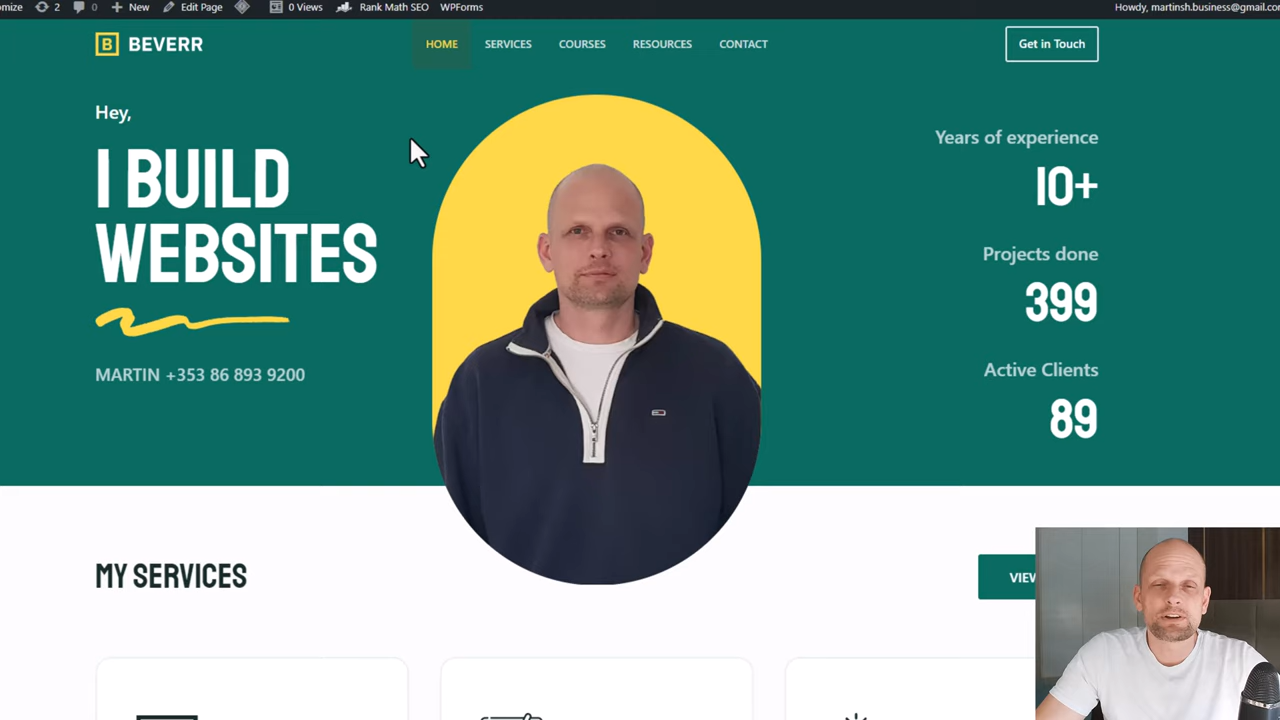 omize 2 0 New Edit Page 0 Views Rank Math SEO WPForms Howdy, martinsh.business@gmail.con
B BEVERR HOME SERVICES COURSES RESOURCES CONTACT Get in Touch
Hey,
I BUILD
WEBSITES
MARTIN +353 86 893 9200
Years of experience
10+
Projects done
399
Active Clients
89
MY SERVICES
VIEW